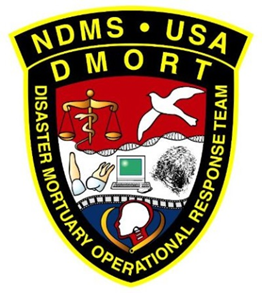 NDMS • USA
DMORT
DISASTER MORTUARY OPERATIONAL RESPONSE TEAM